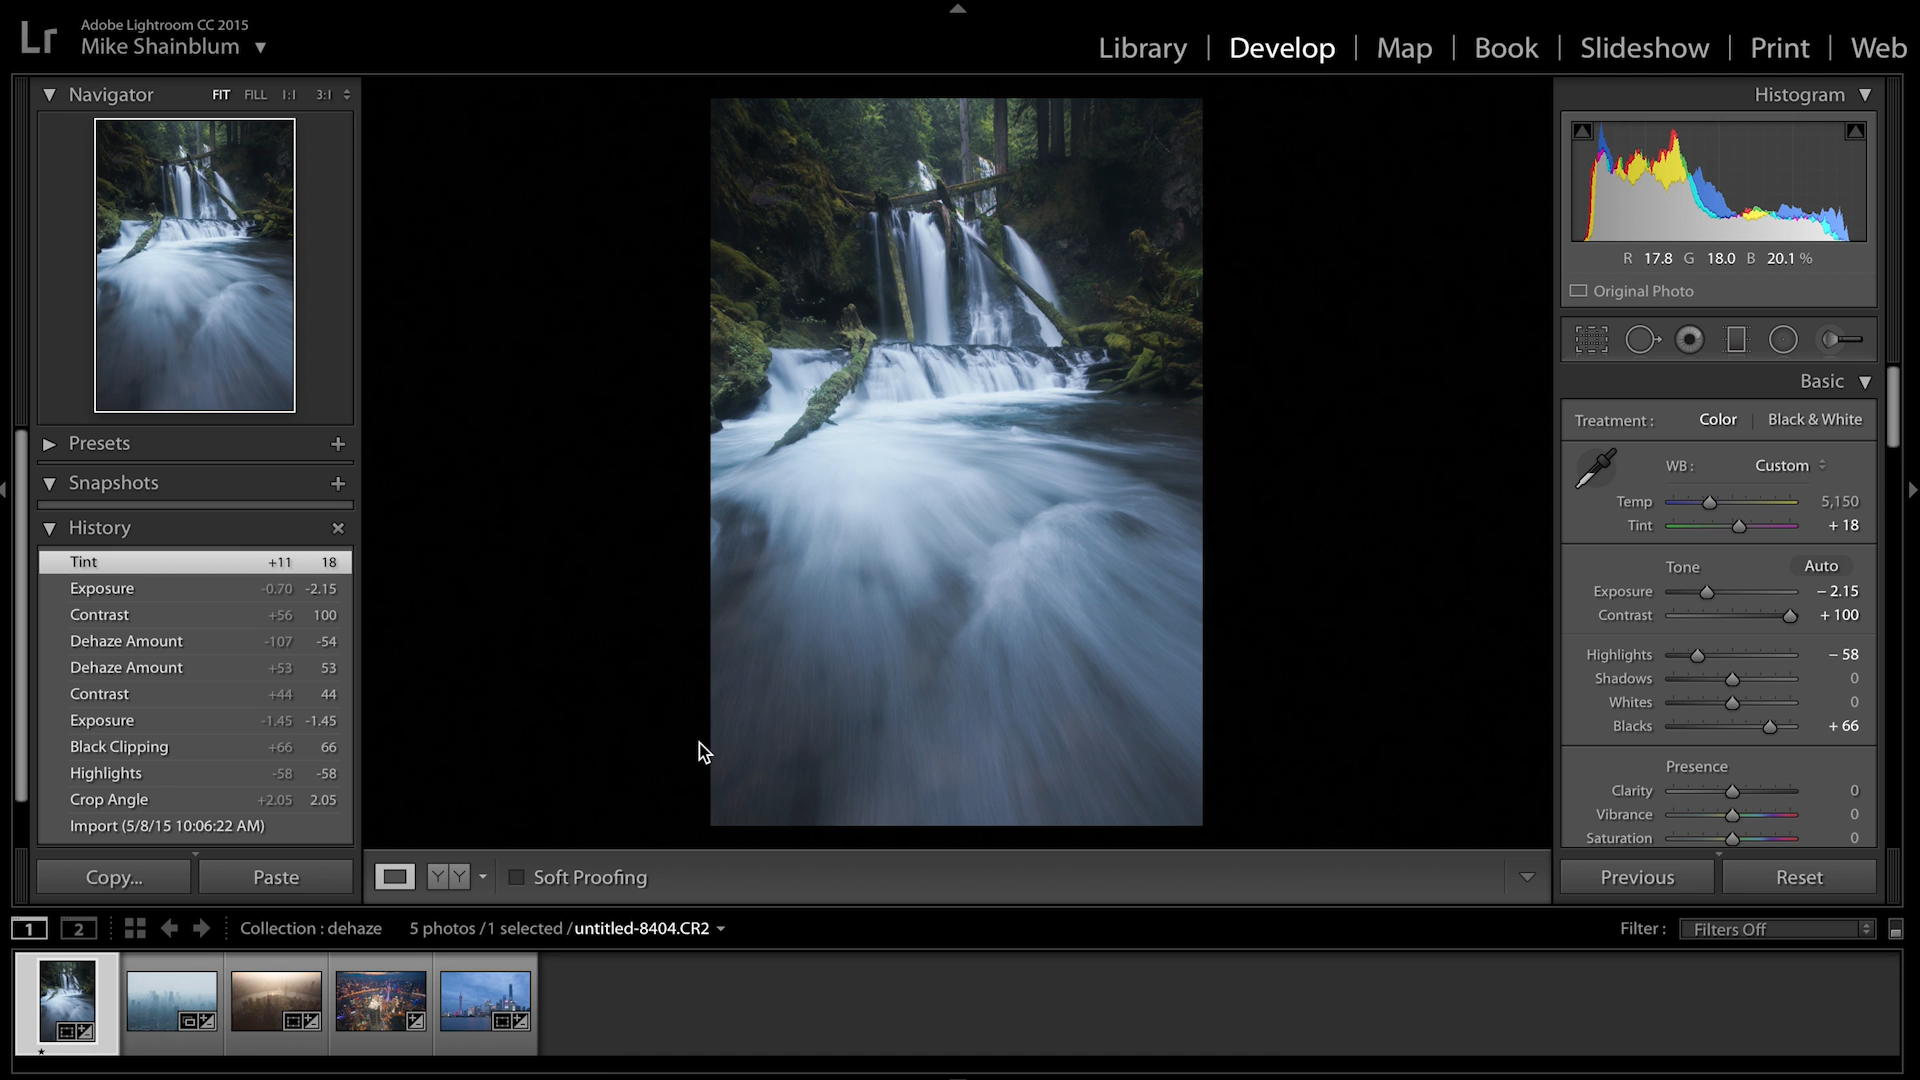 Lr
Adobe Lightroom CC 2015
Mike Shainblum
Library | Develop | Map | Book | Slideshow | Print | Web
Navigator FIT FILL 1:1 3:1
Presets
Snapshots
History
Tint +11 18
Exposure -0.70 -2.15
Contrast +56 100
Dehaze Amount -107 -54
Dehaze Amount +53 53
Contrast +44 44
Exposure -1.45 -1.45
Black Clipping +66 66
Highlights -58 -58
Crop Angle +2.05 2.05
Import (5/8/15 10:06:22 AM)
Copy... Paste
YY Soft Proofing
Histogram
R 17.8 G 18.0 B 20.1 %
Original Photo
Basic
Treatment : Color | Black & White
WB : Custom
Temp 5,150
Tint + 18
Tone Auto
Exposure – 2.15
Contrast + 100
Highlights – 58
Shadows 0
Whites 0
Blacks + 66
Presence
Clarity 0
Vibrance 0
Saturation 0
Previous Reset
1 2 Collection : dehaze 5 photos /1 selected /untitled-8404.CR2 Filter : Filters Off